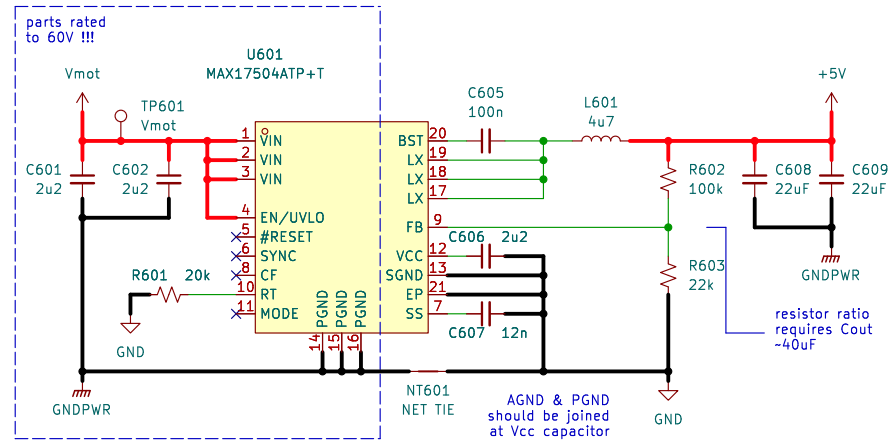 parts rated
to 60V !!!
U601
MAX17504ATP+T
Vmot
TP601
Vmot
C601
2u2
C602
2u2
1
VIN
2
VIN
3
VIN
4
EN/UVLO
5
#RESET
6
SYNC
8
CF
10
RT
11
MODE
R601
20k
GND
GNDPWR
PGND
PGND
PGND
14
15
16
BST
20
LX
19
LX
18
LX
17
FB
9
VCC
12
SGND
13
EP
21
SS
7
C605
100n
L601
4u7
C606
2u2
C607
12n
NT601
NET TIE
R602
100k
R603
22k
GND
+5V
C608
22uF
C609
22uF
GNDPWR
resistor ratio
requires Cout
~40uF
AGND & PGND
should be joined
at Vcc capacitor